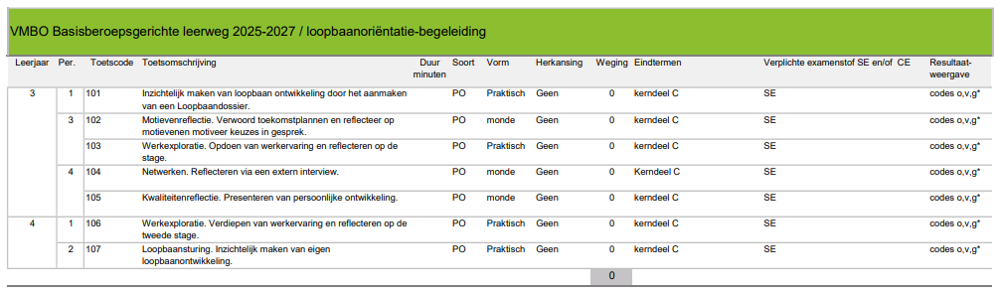 VMBO Basisberoepsgerichte leerweg 2025-2027 / loopbaanoriëntatie-begeleiding
Leerjaar Per. Toetscode Toetsomschrijving Duur minuten Soort Vorm Herkansing Weging Eindtermen Verplichte examenstof SE en/of CE Resultaat-weergave
3 1 101 Inzichtelijk maken van loopbaan ontwikkeling door het aanmaken PO Praktisch Geen 0 kerndeel C SE codes o,v,g*
van een Loopbaandossier.
3 102 Motievenreflectie. Verwoord toekomstplannen en reflecteer op PO monde Geen 0 kerndeel C SE codes o,v,g*
motievenen motiveer keuzes in gesprek.
103 Werkexploratie. Opdoen van werkervaring en reflecteren op de PO Praktisch Geen 0 kerndeel C SE codes o,v,g*
stage.
4 104 Netwerken. Reflecteren via een extern interview. PO monde Geen 0 Kerndeel C SE codes o,v,g*
105 Kwaliteitenreflectie. Presenteren van persoonlijke ontwikkeling. PO monde Geen 0 kerndeel C SE codes o,v,g*
4 1 106 Werkexploratie. Verdiepen van werkervaring en reflecteren op de PO Praktisch Geen 0 kerndeel C SE codes o,v,g*
tweede stage.
2 107 Loopbaansturing. Inzichtelijk maken van eigen PO Praktisch Geen 0 kerndeel C SE codes o,v,g*
loopbaanontwikkeling.
0